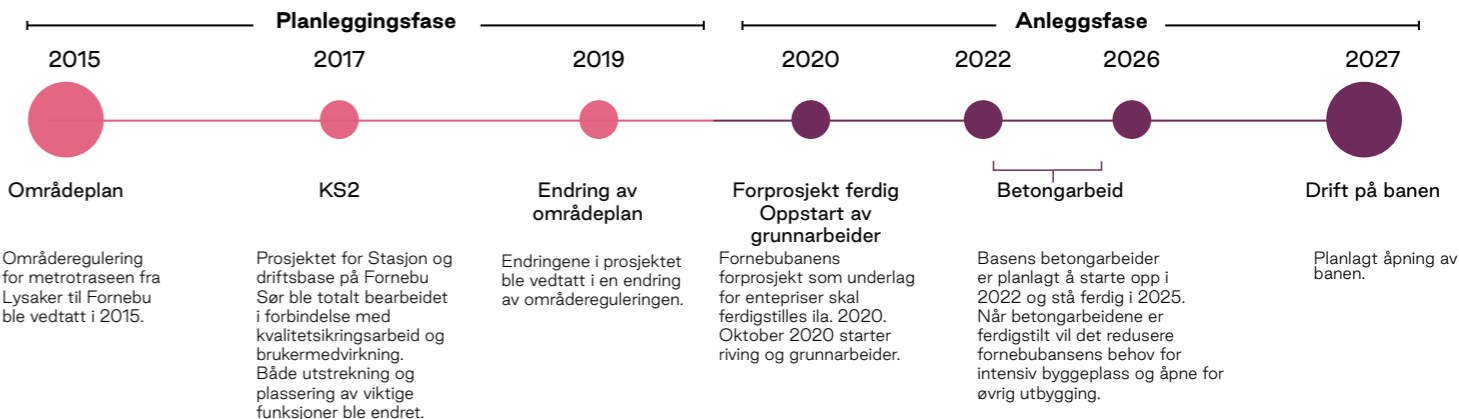 Planleggingsfase
Anleggsfase
2015
2017
2019
2020
2022
2026
2027
Områdeplan
KS2
Endring av
områdeplan
Forprosjekt ferdig
Oppstart av
grunnarbeider
Betongarbeid
Drift på banen
Områderegulering
for metrotraseen fra
Lysaker til Fornebu
ble vedtatt i 2015.
Prosjektet for Stasjon og
driftsbase på Fornebu
Sør ble totalt bearbeidet
i forbindelse med
kvalitetsikringsarbeid og
brukermedvirkning.
Både utstrekning og
plassering av viktige
funksjoner ble endret.
Endringene i prosjektet
ble vedtatt i en endring
av områdereguleringen.
Fornebubanens
forprosjekt som underlag
for entepriser skal
ferdigstilles ila. 2020.
Oktober 2020 starter
riving og grunnarbeider.
Basens betongarbeider
er planlagt å starte opp i
2022 og stå ferdig i 2025.
Når betongarbeidene er
ferdigstilt vil det redusere
fornebubansens behov for
intensiv byggeplass og åpne for
øvrig utbygging.
Planlagt åpning av
banen.